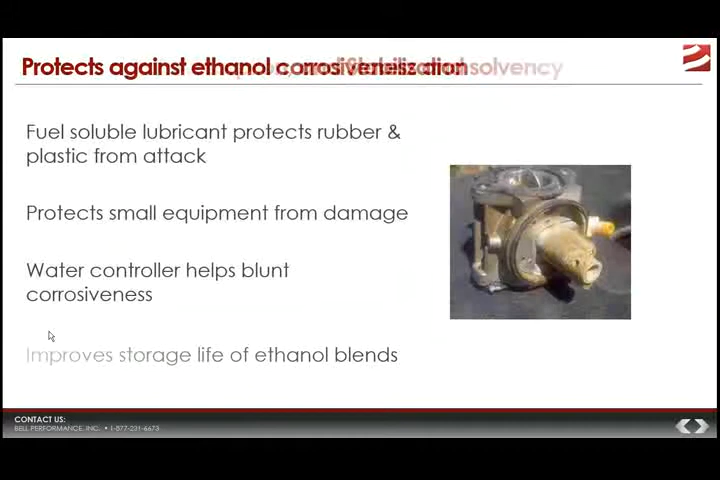 Protects against ethanol
Fuel soluble lubricant protects rubber &
plastic from attack
Protects small equipment from damage
Water controller helps blunt
corrosiveness
Improves storage life of ethanol blends
CONTACT US:
BELL PERFORMANCE, INC. • 1-877-231-6673